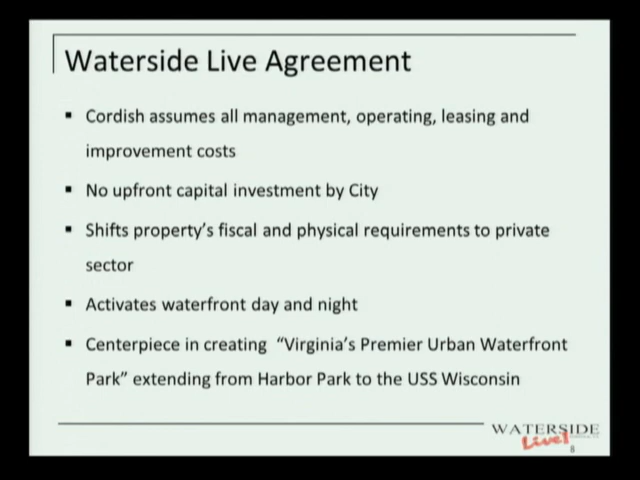 Waterside Live Agreement
▪ Cordish assumes all management, operating, leasing and
improvement costs
▪ No upfront capital investment by City
▪ Shifts property's fiscal and physical requirements to private
sector
▪ Activates waterfront day and night
▪ Centerpiece in creating "Virginia's Premier Urban Waterfront
Park" extending from Harbor Park to the USS Wisconsin
WATERSIDE
Live!
8